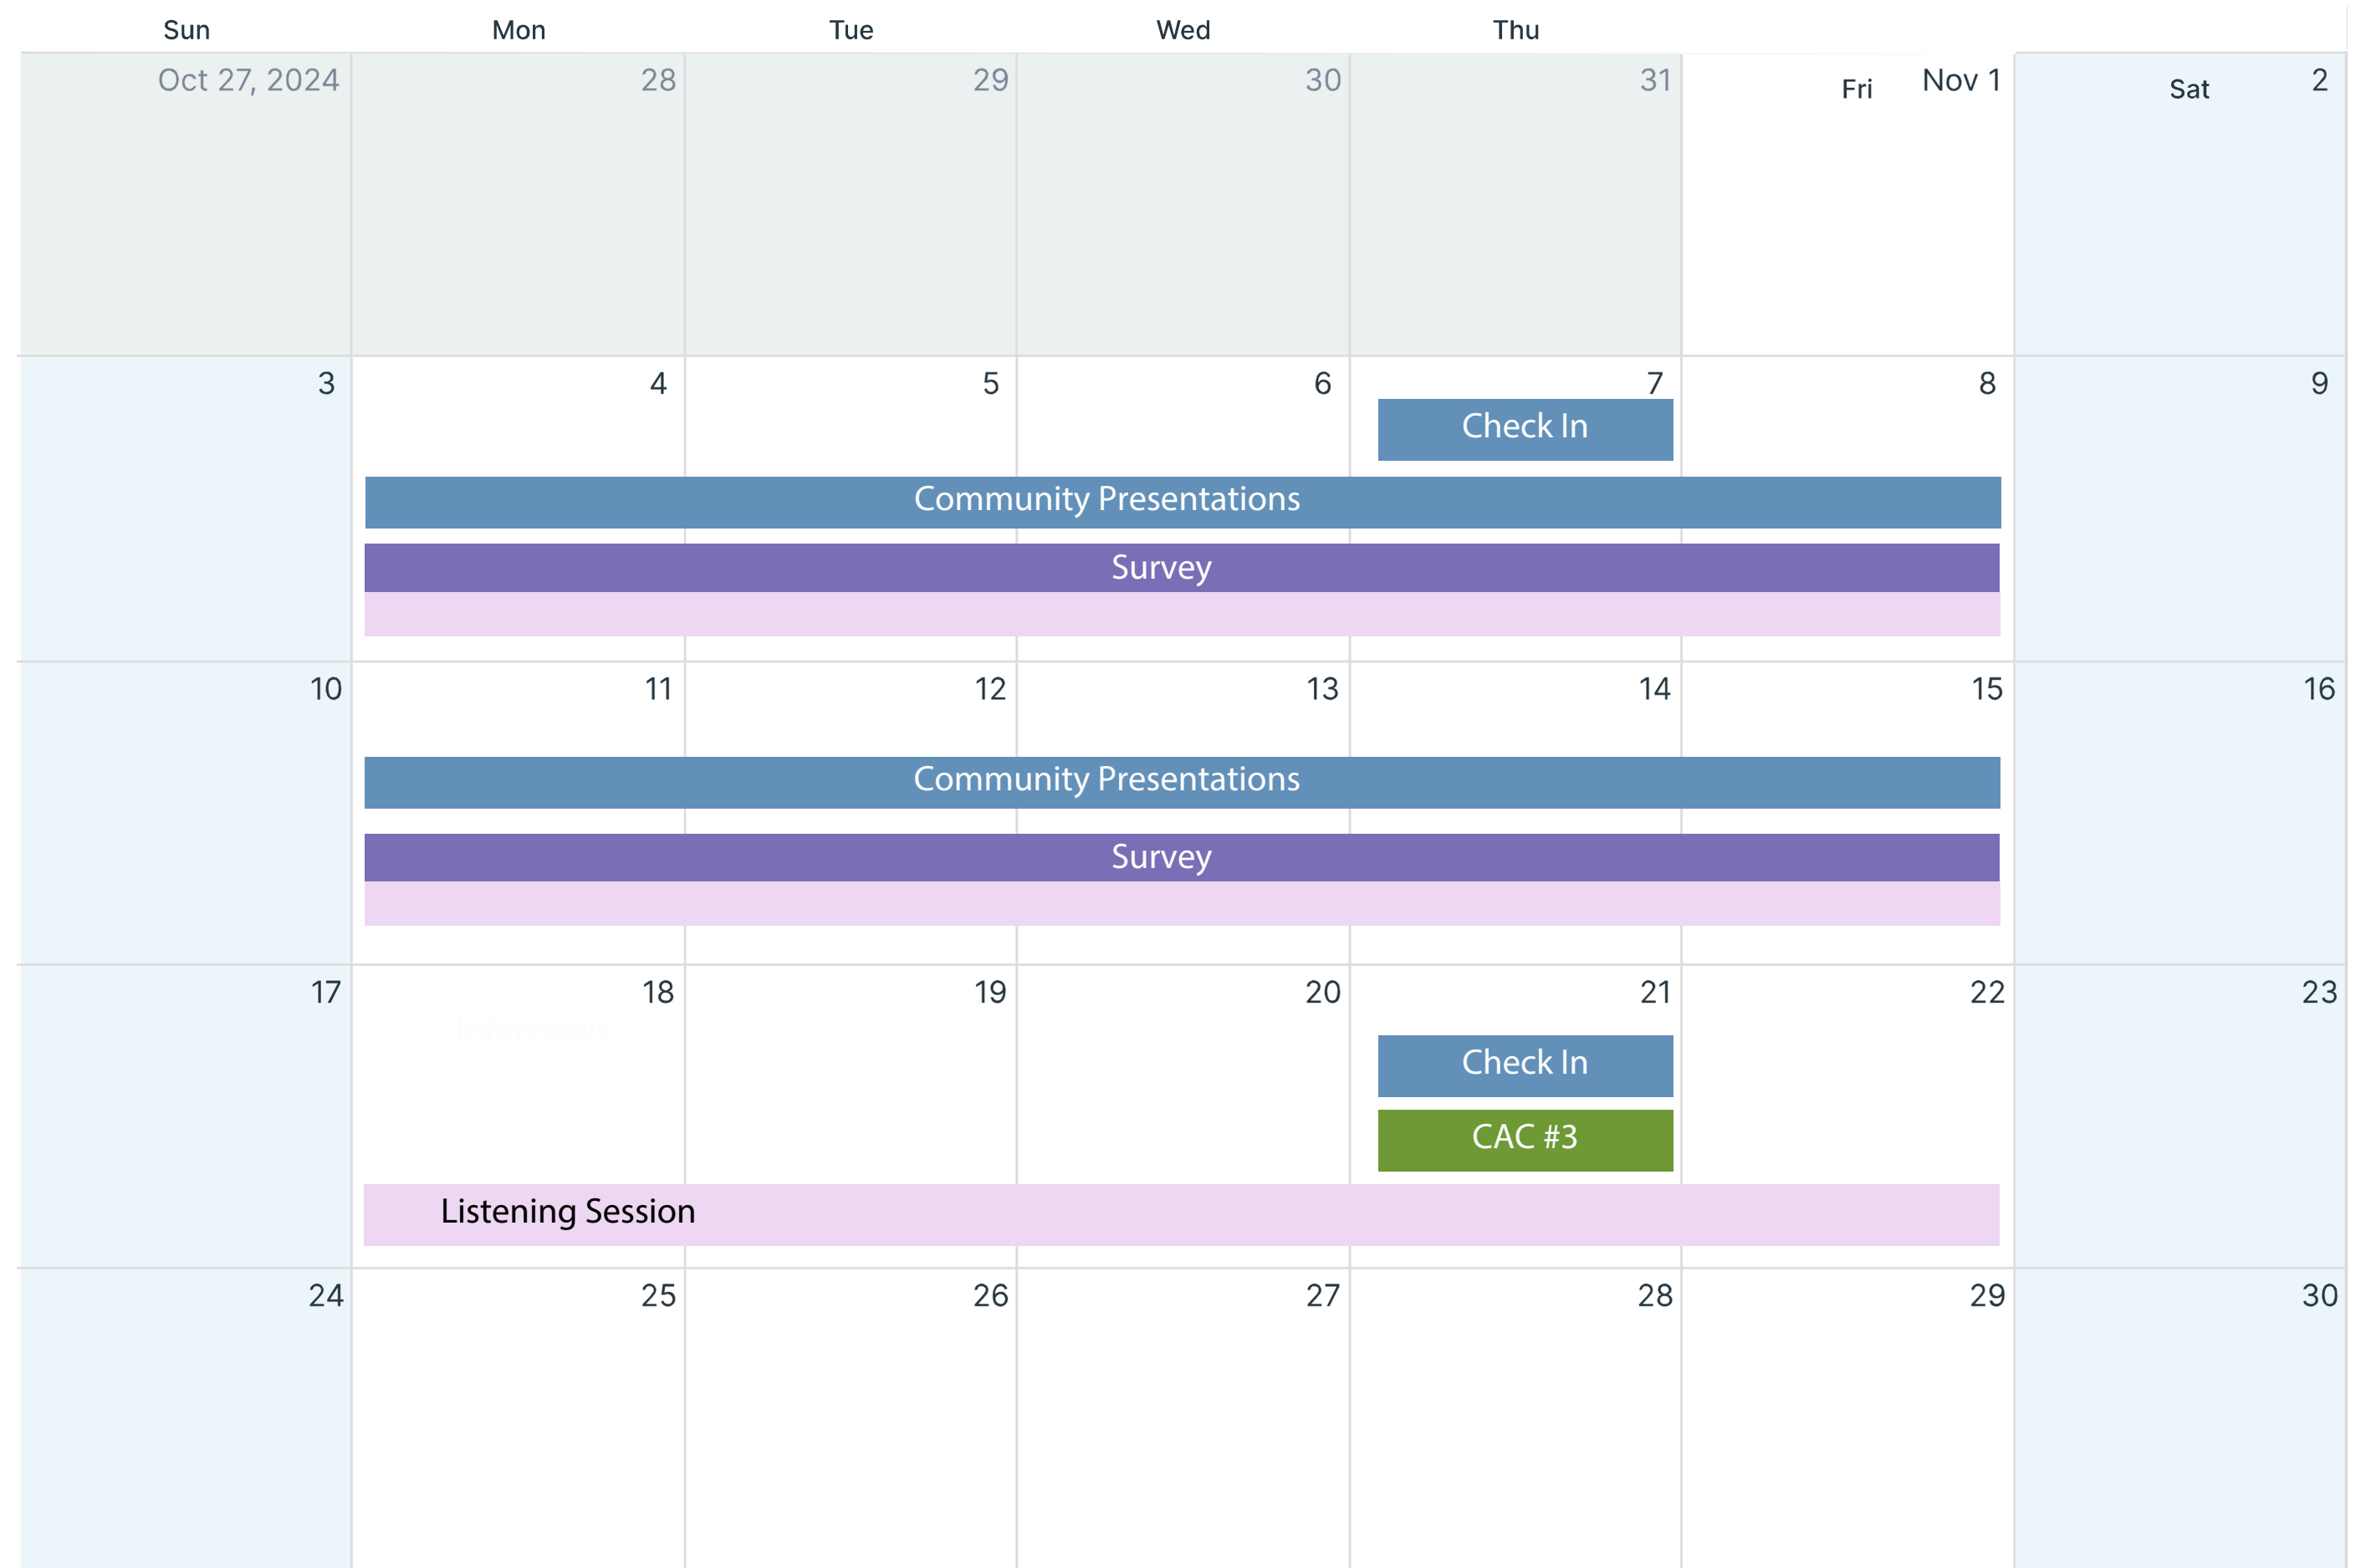 Sun Mon Tue Wed Thu
Oct 27, 2024 28 29 30 31 Fri Nov 1 Sat 2
3 4 5 6 7 8 9
Check In
Community Presentations
Survey
10 11 12 13 14 15 16
Community Presentations
Survey
17 18 19 20 21 22 23
Interviews
Check In
CAC #3
Listening Session
24 25 26 27 28 29 30